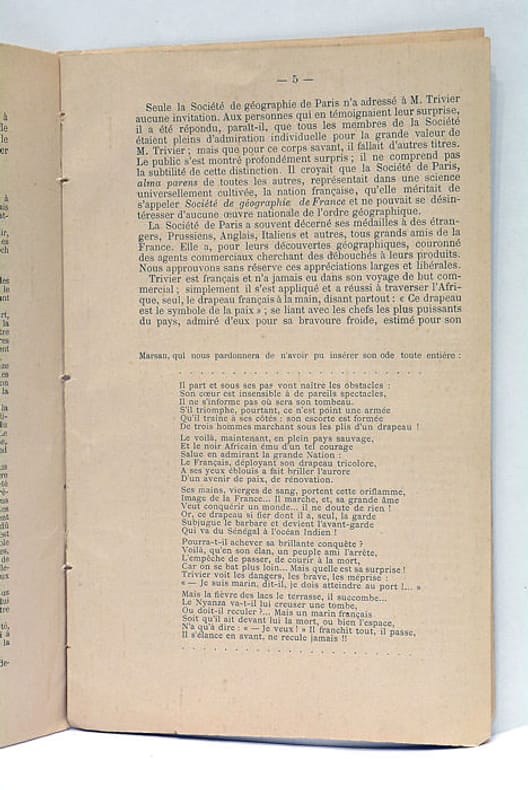 — 5 —
Seule la Société de géographie de Paris n'a adressé à M. Trivier
aucune invitation. Aux personnes qui en témoignaient leur surprise,
il a été répondu, paraît-il, que tous les membres de la Société
étaient pleins d'admiration individuelle pour la grande valeur de
M. Trivier ; mais que pour ce corps savant, il fallait d'autres titres.
Le public s'est montré profondément surpris ; il ne comprend pas
la subtilité de cette distinction. Il croyait que la Société de Paris,
alma parens de toutes les autres, représentait dans une science
universellement cultivée, la nation française, qu'elle méritait de
s'appeler Société de géographie de France et ne pouvait se désin-
téresser d'aucune œuvre nationale de l'ordre géographique.
La Société de Paris a souvent décerné ses médailles à des étran-
gers, Prussiens, Anglais, Italiens et autres, tous grands amis de la
France. Elle a, pour leurs découvertes géographiques, couronné
des agents commerciaux cherchant des débouchés à leurs produits.
Nous approuvons sans réserve ces appréciations larges et libérales.
Trivier est français et n'a jamais eu dans son voyage de but com-
mercial ; simplement il s'est appliqué et a réussi à traverser l'Afri-
que, seul, le drapeau français à la main, disant partout : « Ce drapeau
est le symbole de la paix » ; se liant avec les chefs les plus puissants
du pays, admiré d'eux pour sa bravoure froide, estimé pour son
Marsau, qui nous pardonnera de n'avoir pu insérer son ode toute entière :
Il part et sous ses pas vont naître les obstacles :
Son cœur est insensible à de pareils spectacles,
Il ne s'informe pas où sera son tombeau.
S'il triomphe, pourtant, ce n'est point une armée
Qu'il traîne à ses côtés : son escorte est formée
De trois hommes marchant sous les plis d'un drapeau !
Le voilà, maintenant, en plein pays sauvage,
Et le noir Africain ému d'un tel courage
Salue en admirant la grande Nation :
Le Français, déployant son drapeau tricolore,
A ses yeux éblouis a fait briller l'aurore
D'un avenir de paix, de rénovation.
Ses mains, vierges de sang, portent cette oriflamme,
Image de la France... Il marche, et, sa grande âme
Veut conquérir un monde... il ne doute de rien !
Or, ce drapeau si fier dont il a, seul, la garde
Subjugue le barbare et devient l'avant-garde
Qui va du Sénégal à l'océan Indien !
Pourra-t-il achever sa brillante conquête ?
Voilà, qu'en son élan, un peuple ami l'arrête,
L'empêche de passer, de courir à la mort,
Car on se bat plus loin... Mais quelle est sa surprise !
Trivier voit les dangers, les brave, les méprise :
« — Je suis marin, dit-il, je dois atteindre au port !... »
Mais la fièvre des lacs le terrasse, il succombe...
Le Nyanza va-t-il lui creuser une tombe,
Ou doit-il reculer ?... Mais un marin français
Soit qu'il ait devant lui la mort, ou bien l'espace,
N'a qu'à dire : « — Je veux ! » Il franchit tout, il passe,
Il s'élance en avant, ne recule jamais !!